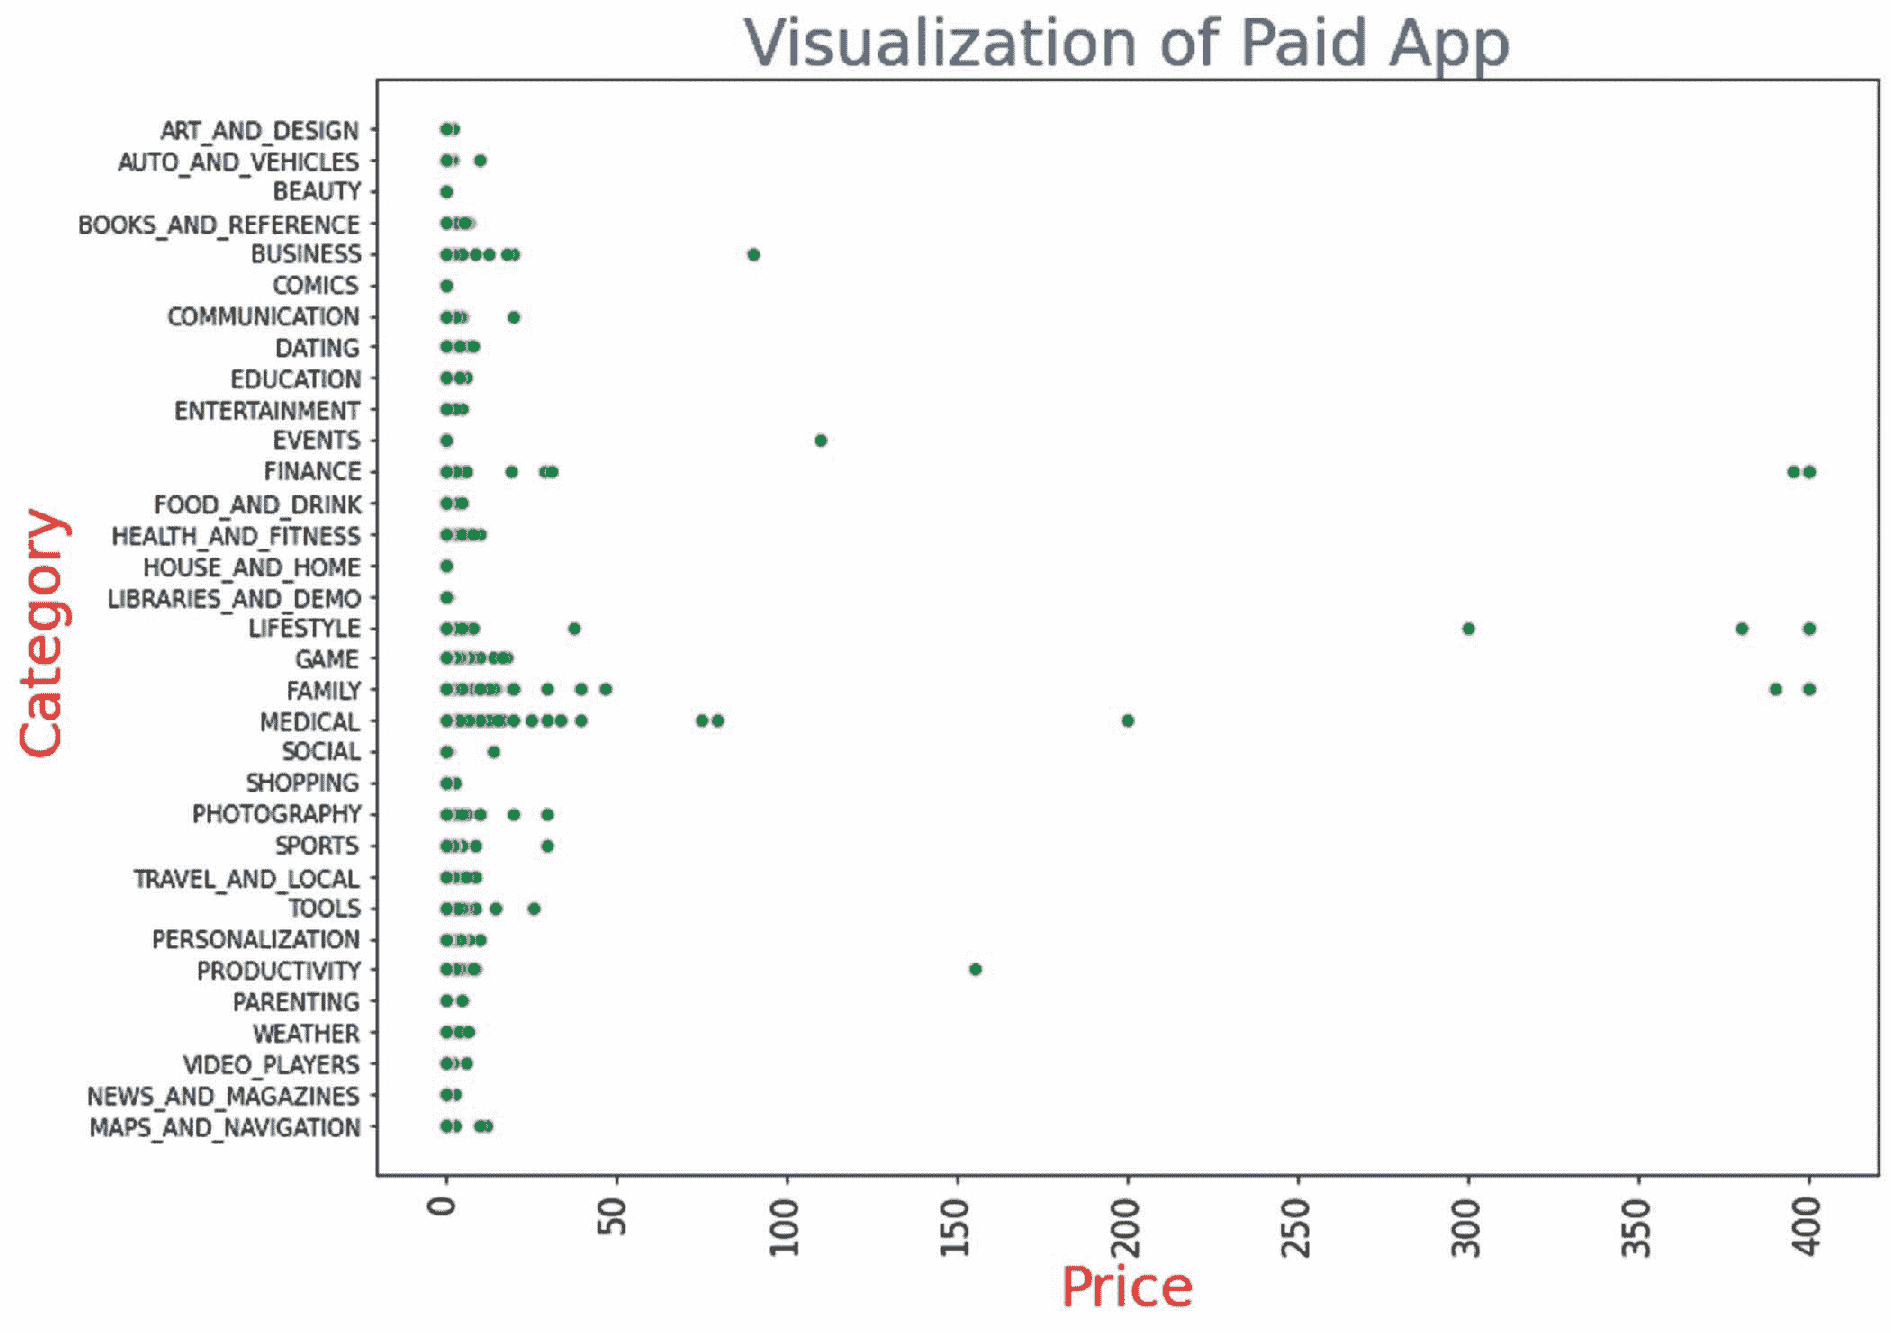 Visualization of Paid App
ART_AND_DESIGN
AUTO_AND_VEHICLES
BEAUTY
BOOKS_AND_REFERENCE
BUSINESS
COMICS
COMMUNICATION
DATING
EDUCATION
ENTERTAINMENT
EVENTS
FINANCE
FOOD_AND_DRINK
HEALTH_AND_FITNESS
HOUSE_AND_HOME
LIBRARIES_AND_DEMO
LIFESTYLE
GAME
FAMILY
MEDICAL
SOCIAL
SHOPPING
PHOTOGRAPHY
SPORTS
TRAVEL_AND_LOCAL
TOOLS
PERSONALIZATION
PRODUCTIVITY
PARENTING
WEATHER
VIDEO_PLAYERS
NEWS_AND_MAGAZINES
MAPS_AND_NAVIGATION
Category
0 50 100 150 200 250 300 350 400
Price